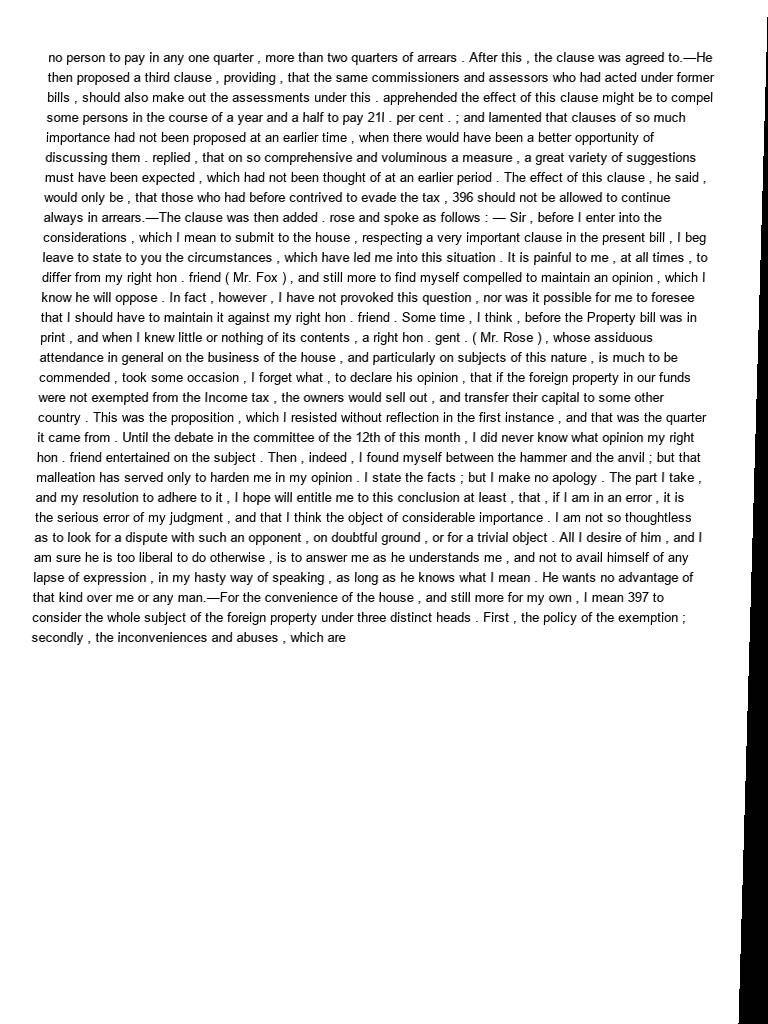 no person to pay in any one quarter , more than two quarters of arrears . After this , the clause was agreed to.—He
then proposed a third clause , providing , that the same commissioners and assessors who had acted under former
bills , should also make out the assessments under this . apprehended the effect of this clause might be to compel
some persons in the course of a year and a half to pay 21l . per cent . ; and lamented that clauses of so much
importance had not been proposed at an earlier time , when there would have been a better opportunity of
discussing them . replied , that on so comprehensive and voluminous a measure , a great variety of suggestions
must have been expected , which had not been thought of at an earlier period . The effect of this clause , he said ,
would only be , that those who had before contrived to evade the tax , 396 should not be allowed to continue
always in arrears.—The clause was then added . rose and spoke as follows : — Sir , before I enter into the
considerations , which I mean to submit to the house , respecting a very important clause in the present bill , I beg
leave to state to you the circumstances , which have led me into this situation . It is painful to me , at all times , to
differ from my right hon . friend ( Mr. Fox ) , and still more to find myself compelled to maintain an opinion , which I
know he will oppose . In fact , however , I have not provoked this question , nor was it possible for me to foresee
that I should have to maintain it against my right hon . friend . Some time , I think , before the Property bill was in
print , and when I knew little or nothing of its contents , a right hon . gent . ( Mr. Rose ) , whose assiduous
attendance in general on the business of the house , and particularly on subjects of this nature , is much to be
commended , took some occasion , I forget what , to declare his opinion , that if the foreign property in our funds
were not exempted from the Income tax , the owners would sell out , and transfer their capital to some other
country . This was the proposition , which I resisted without reflection in the first instance , and that was the quarter
it came from . Until the debate in the committee of the 12th of this month , I did never know what opinion my right
hon . friend entertained on the subject . Then , indeed , I found myself between the hammer and the anvil ; but that
malleation has served only to harden me in my opinion . I state the facts ; but I make no apology . The part I take ,
and my resolution to adhere to it , I hope will entitle me to this conclusion at least , that , if I am in an error , it is
the serious error of my judgment , and that I think the object of considerable importance . I am not so thoughtless
as to look for a dispute with such an opponent , on doubtful ground , or for a trivial object . All I desire of him , and I
am sure he is too liberal to do otherwise , is to answer me as he understands me , and not to avail himself of any
lapse of expression , in my hasty way of speaking , as long as he knows what I mean . He wants no advantage of
that kind over me or any man.—For the convenience of the house , and still more for my own , I mean 397 to
consider the whole subject of the foreign property under three distinct heads . First , the policy of the exemption ;
secondly , the inconveniences and abuses , which are